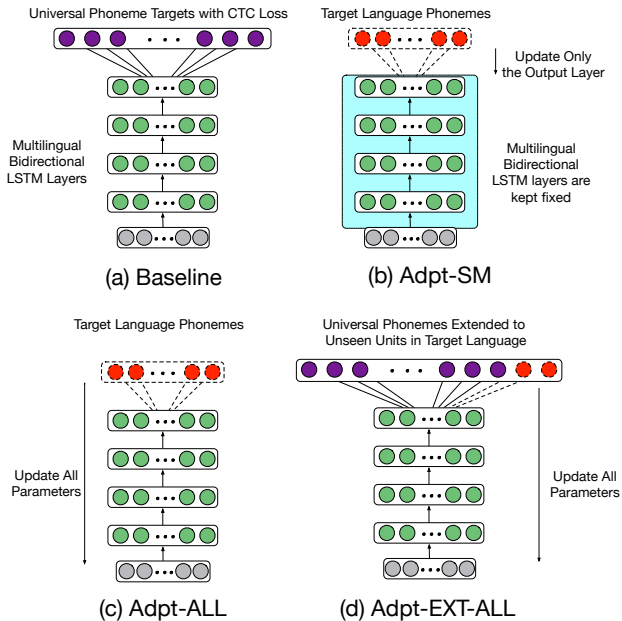 Universal Phoneme Targets with CTC Loss
Multilingual
Bidirectional
LSTM Layers
(a) Baseline
Target Language Phonemes
Update Only
the Output Layer
Multilingual
Bidirectional
LSTM layers are
kept fixed
(b) Adpt-SM
Target Language Phonemes
Update All
Parameters
(c) Adpt-ALL
Universal Phonemes Extended to
Unseen Units in Target Language
Update All
Parameters
(d) Adpt-EXT-ALL